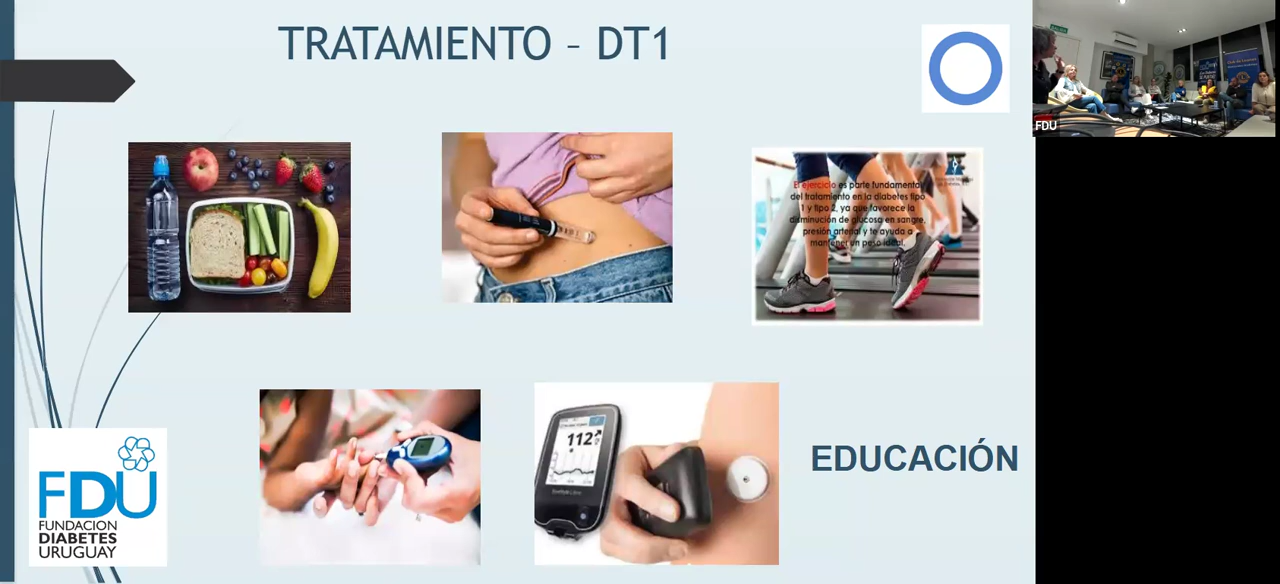 TRATAMIENTO – DT1
FDU
El ejercicio es parte fundamental
del tratamiento en la diabetes tipo
1 y tipo 2, ya que favorece la
disminución de glucosa en sangre,
presión arterial y te ayuda a
mantener un peso ideal.
112
EDUCACIÓN
FDU
FUNDACION
DIABETES
URUGUAY